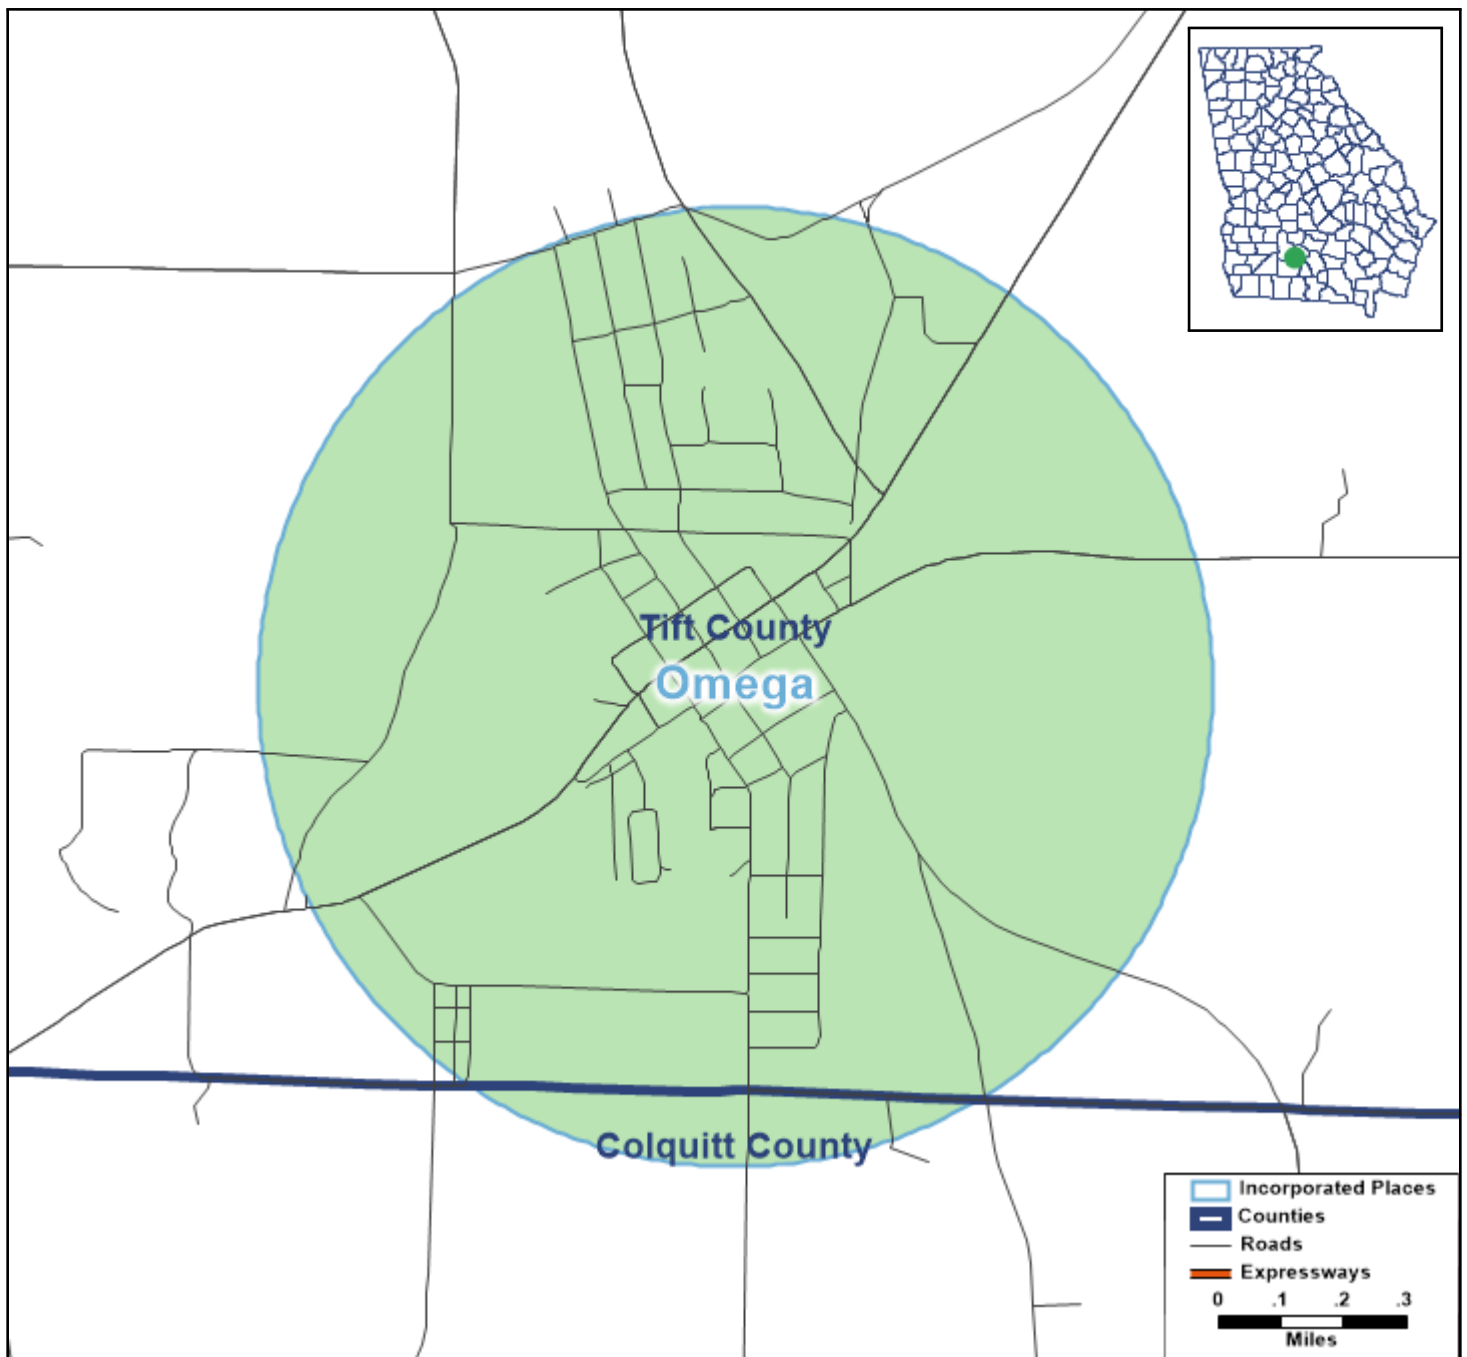 Tift County
Omega
Colquitt County
Incorporated Places
Counties
Roads
Expressways
0 .1 .2 .3
Miles